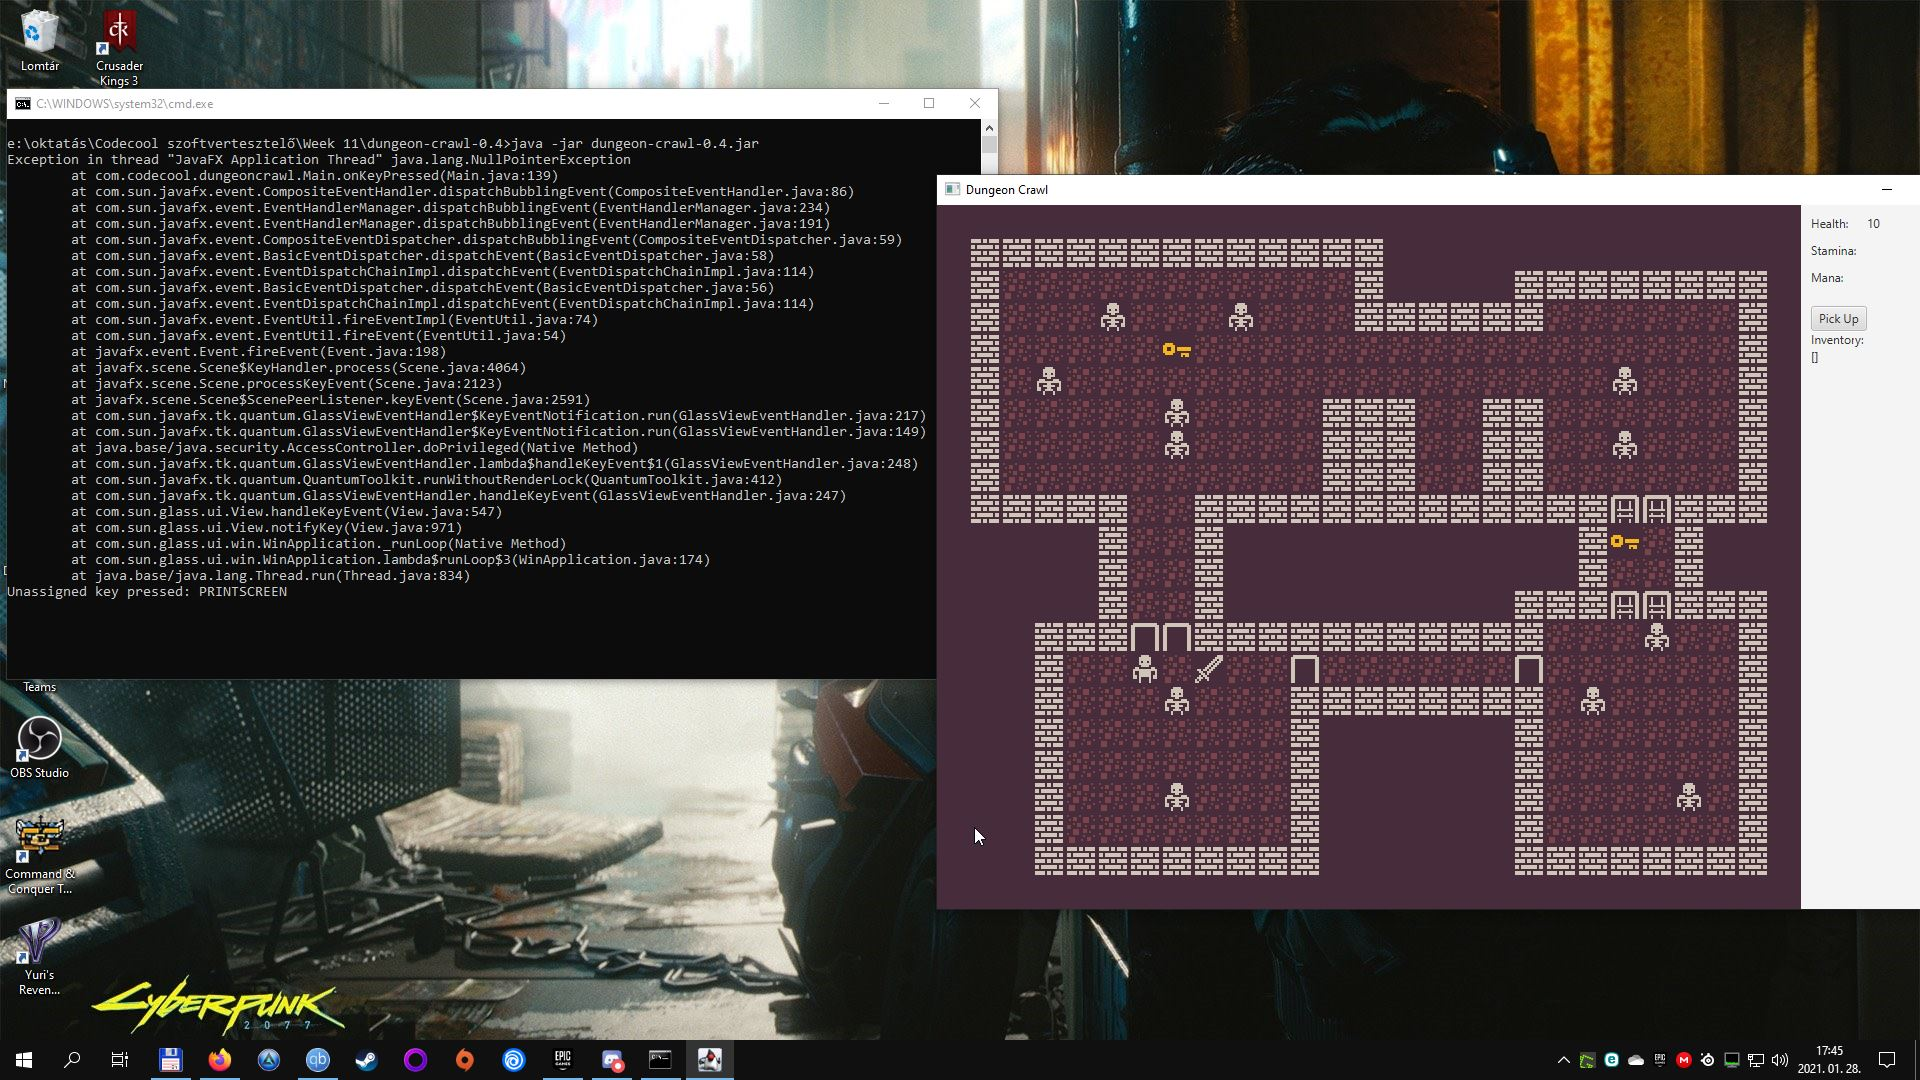 Lomtár
Crusader
Kings 3
C:\WINDOWS\system32\cmd.exe
e:\oktatás\Codecool szoftvertesztelő\Week 11\dungeon-crawl-0.4>java -jar dungeon-crawl-0.4.jar
Exception in thread "JavaFX Application Thread" java.lang.NullPointerException
at com.codecool.dungeoncrawl.Main.onKeyPressed(Main.java:139)
at com.sun.javafx.event.CompositeEventHandler.dispatchBubblingEvent(CompositeEventHandler.java:86)
at com.sun.javafx.event.EventHandlerManager.dispatchBubblingEvent(EventHandlerManager.java:234)
at com.sun.javafx.event.EventHandlerManager.dispatchBubblingEvent(EventHandlerManager.java:191)
at com.sun.javafx.event.CompositeEventDispatcher.dispatchBubblingEvent(CompositeEventDispatcher.java:59)
at com.sun.javafx.event.BasicEventDispatcher.dispatchEvent(BasicEventDispatcher.java:58)
at com.sun.javafx.event.EventDispatchChainImpl.dispatchEvent(EventDispatchChainImpl.java:114)
at com.sun.javafx.event.BasicEventDispatcher.dispatchEvent(BasicEventDispatcher.java:56)
at com.sun.javafx.event.EventDispatchChainImpl.dispatchEvent(EventDispatchChainImpl.java:114)
at com.sun.javafx.event.EventUtil.fireEventImpl(EventUtil.java:74)
at com.sun.javafx.event.EventUtil.fireEvent(EventUtil.java:54)
at javafx.event.Event.fireEvent(Event.java:198)
at javafx.scene.Scene$KeyHandler.process(Scene.java:4064)
at javafx.scene.Scene.processKeyEvent(Scene.java:2123)
at javafx.scene.Scene$ScenePeerListener.keyEvent(Scene.java:2591)
at com.sun.javafx.tk.quantum.GlassViewEventHandler$KeyEventNotification.run(GlassViewEventHandler.java:217)
at com.sun.javafx.tk.quantum.GlassViewEventHandler$KeyEventNotification.run(GlassViewEventHandler.java:149)
at java.base/java.security.AccessController.doPrivileged(Native Method)
at com.sun.javafx.tk.quantum.GlassViewEventHandler.lambda$handleKeyEvent$1(GlassViewEventHandler.java:248)
at com.sun.javafx.tk.quantum.QuantumToolkit.runWithoutRenderLock(QuantumToolkit.java:412)
at com.sun.javafx.tk.quantum.GlassViewEventHandler.handleKeyEvent(GlassViewEventHandler.java:247)
at com.sun.glass.ui.View.handleKeyEvent(View.java:547)
at com.sun.glass.ui.View.notifyKey(View.java:971)
at com.sun.glass.ui.win.WinApplication._runLoop(Native Method)
at com.sun.glass.ui.win.WinApplication.lambda$runLoop$3(WinApplication.java:174)
at java.base/java.lang.Thread.run(Thread.java:834)
Unassigned key pressed: PRINTSCREEN
Dungeon Crawl
Health: 10
Stamina:
Mana:
Pick Up
Inventory:
[]
Teams
OBS Studio
Command &
Conquer T...
Yuri's
Reven...
CYBERPUNK
2077
qb
EPIC
GAMES
17:45
2021. 01. 28.